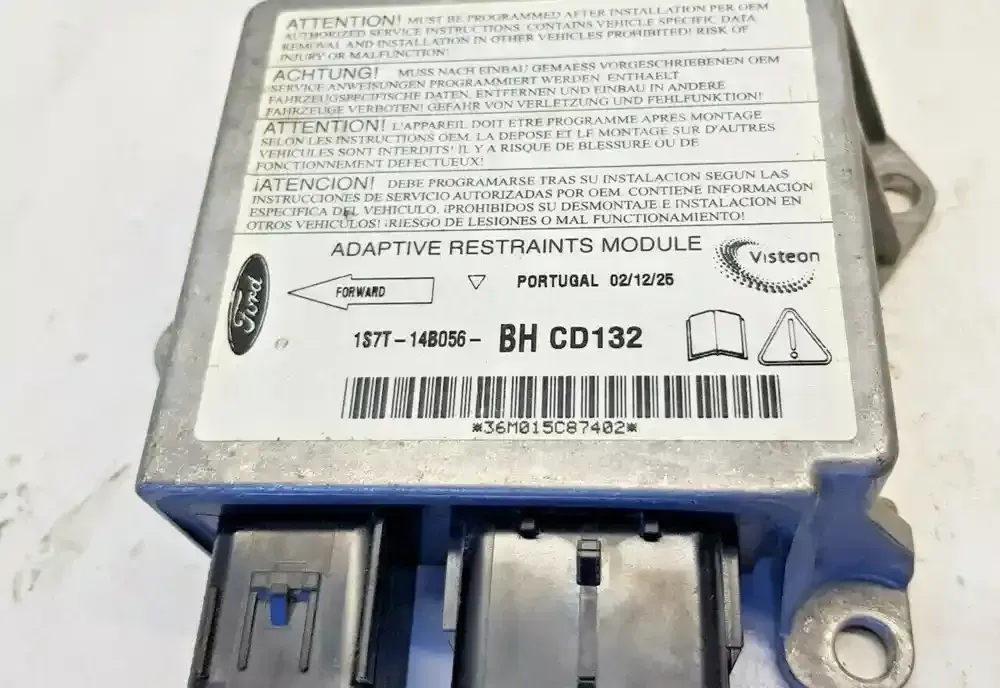 ATTENTION! MUST BE PROGRAMMED AFTER INSTALLATION PER OEM
AUTHORIZED SERVICE INSTRUCTIONS. CONTAINS VEHICLE SPECIFIC DATA.
REMOVAL AND INSTALLATION IN OTHER VEHICLES PROHIBITED! RISK OF
INJURY OR MALFUNCTION!
ACHTUNG! MUSS NACH EINBAU GEMAESS VORGESCHRIEBENEN OEM
SERVICE ANWEISUNGEN PROGRAMMIERT WERDEN. ENTHAELT
FAHRZEUGSPEZIFISCHE DATEN. ENTFERNEN UND EINBAU IN ANDERE
FAHRZEUGE VERBOTEN! GEFAHR VON VERLETZUNG UND FEHLFUNKTION!
ATTENTION! L'APPAREIL DOIT ETRE PROGRAMME APRÈS MONTAGE
SELON LES INSTRUCTIONS OEM. LA DEPOSE ET LE MONTAGE SUR D'AUTRES
VEHICULES SONT INTERDITS! IL Y A RISQUE DE BLESSURE OU DE
FONCTIONNEMENT DEFECTUEUX!
¡ATENCION! DEBE PROGRAMARSE TRAS SU INSTALACION SEGUN LAS
INSTRUCCIONES DE SERVICIO AUTORIZADAS POR OEM. CONTIENE INFORMACIÓN
ESPECIFICA DEL VEHICULO. ¡PROHIBIDOS SU DESMONTAJE E INSTALACION EN
OTROS VEHICULOS! ¡RIESGO DE LESIONES O MAL FUNCIONAMIENTO!
ADAPTIVE RESTRAINTS MODULE
Visteon
Ford
FORWARD
PORTUGAL 02/12/25
1S7T-14B056- BH CD132
*36M015C87402*